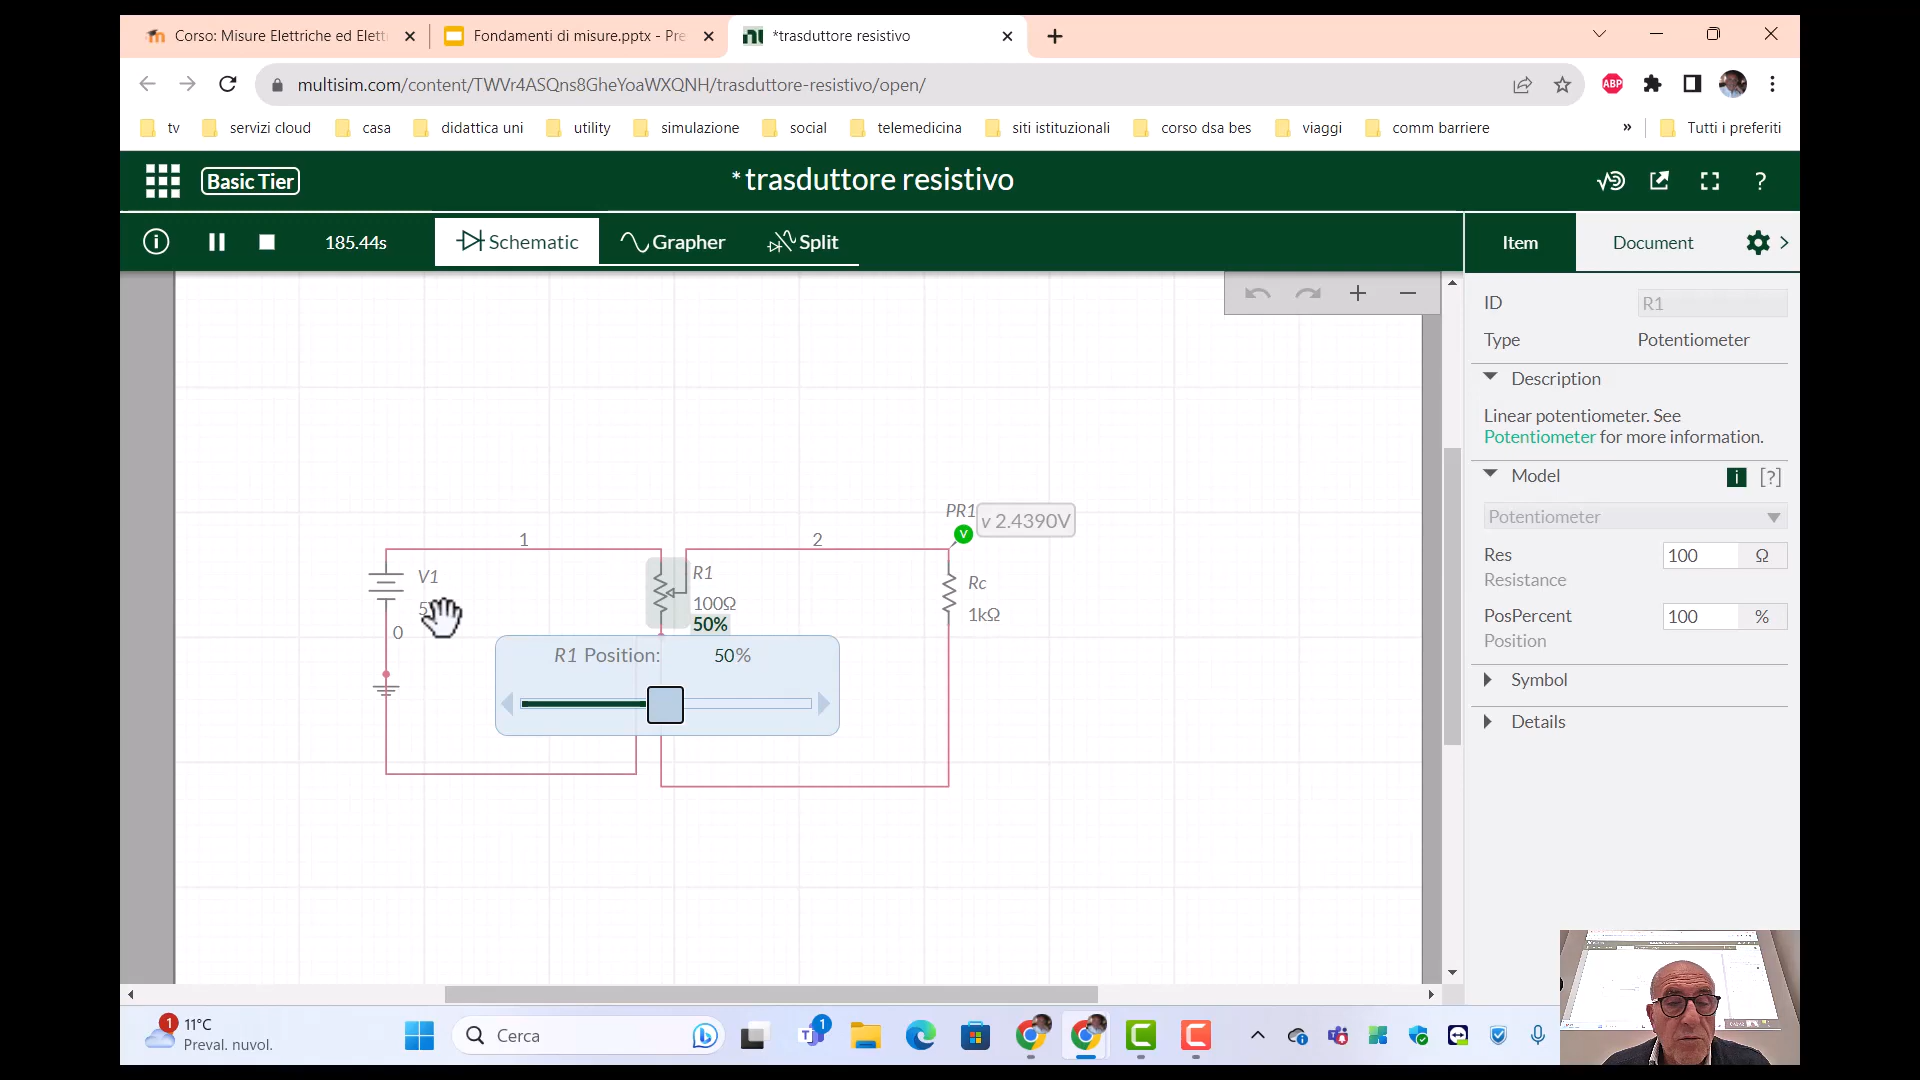 Corso: Misure Elettriche ed Elett
Fondamenti di misure.pptx - Pre
*trasduttore resistivo
multisim.com/content/TWVr4ASQns8GheYoaWXQNH/trasduttore-resistivo/open/
ABP
tv
servizi cloud
casa
didattica uni
utility
simulazione
social
telemedicina
siti istituzionali
corso dsa bes
viaggi
comm barriere
»
Tutti i preferiti
Basic Tier
*trasduttore resistivo
?
185.44s
Schematic
Grapher
Split
Item
Document
ID
R1
Type
Potentiometer
Description
Linear potentiometer. See
Potentiometer for more information.
Model
i
[?]
Potentiometer
Res
100
Ω
Resistance
PosPercent
100
%
Position
Symbol
Details
PR1
V
v 2.4390V
1
2
V1
0
R1
100Ω
50%
Rc
1kΩ
R1 Position:
50%
1
11°C
Preval. nuvol.
Cerca
1